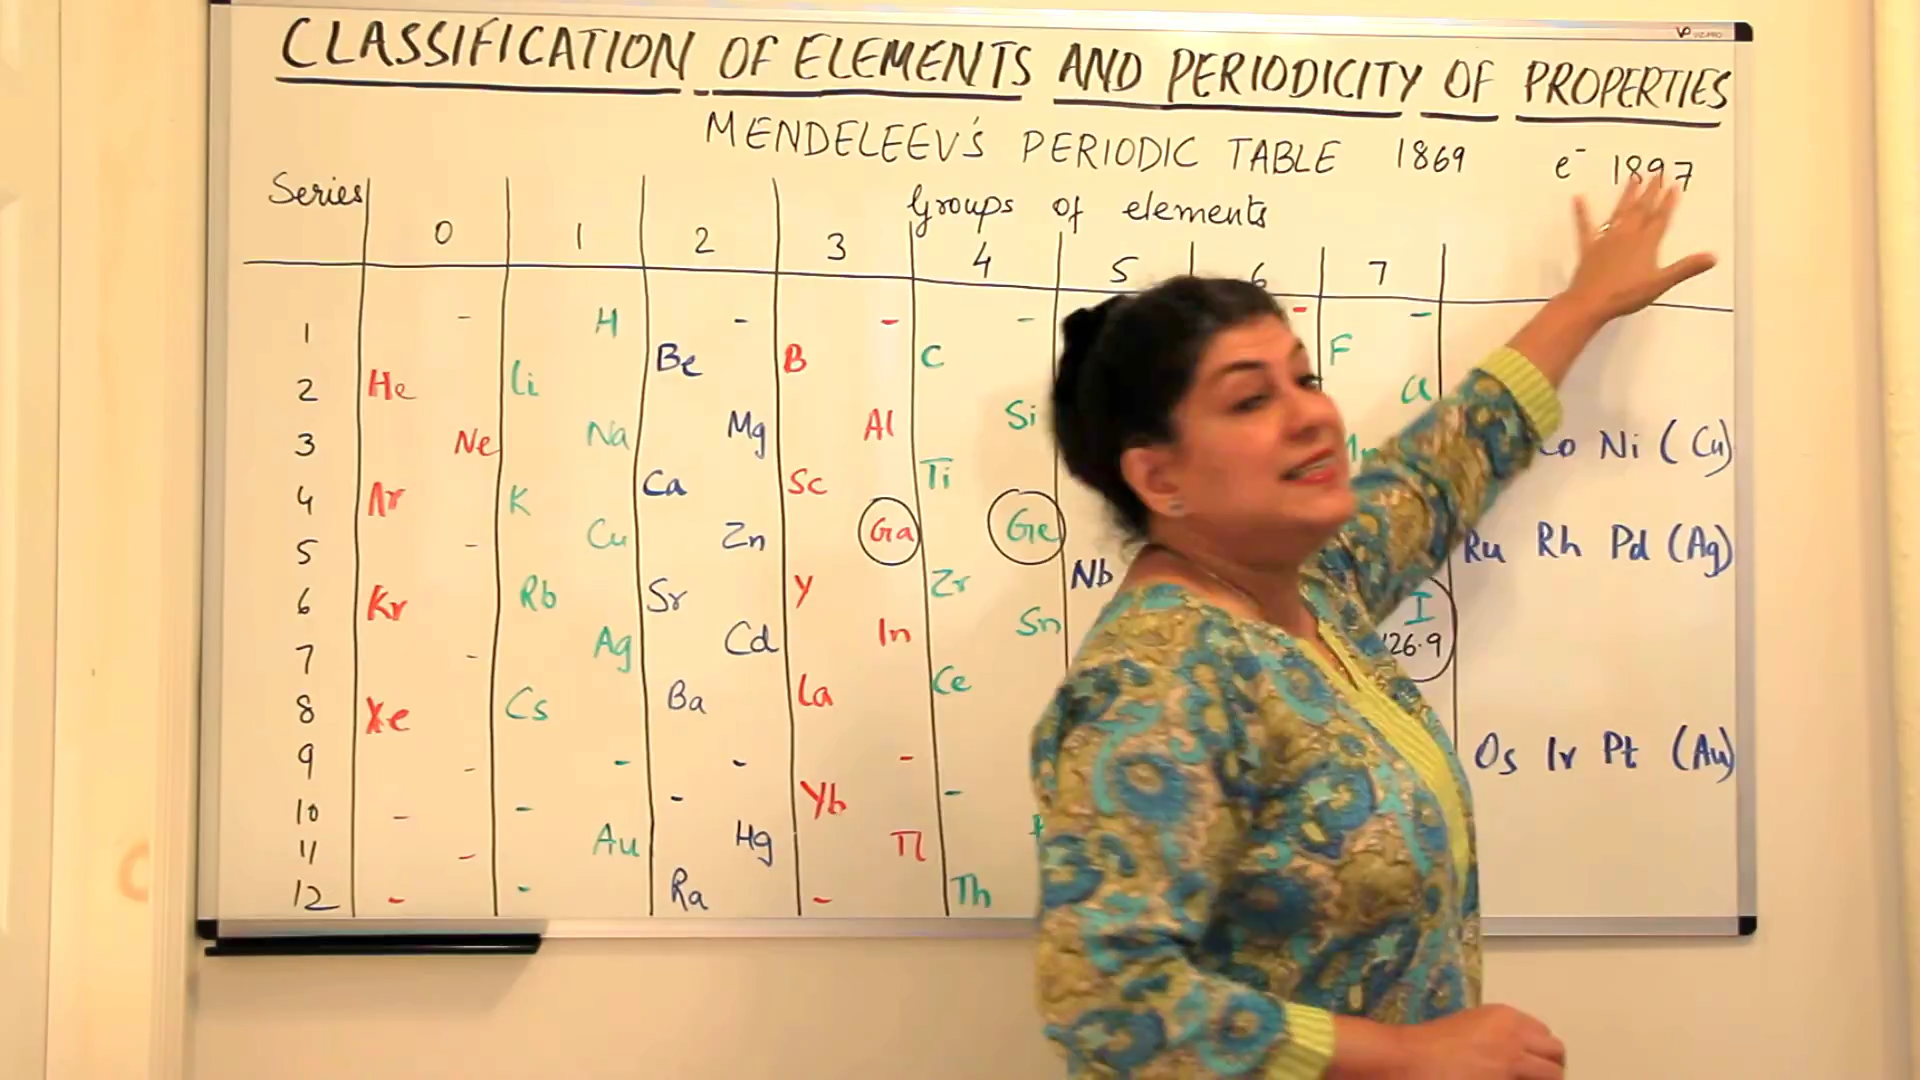 CLASSIFICATION OF ELEMENTS AND PERIODICITY OF PROPERTIES
MENDELEEV'S PERIODIC TABLE 1869 e⁻ 1897
Series Groups of elements
0 1 2 3 4 5 6 7
1 - H - - - - -
2 He Li Be B C F Cl
3 Ne Na Mg Al Si
4 Ar K Ca Sc Ti Ni (Cu)
5 - Cu Zn Ga Ge
6 Kr Rb Sr Y Zr Nb Ru Rh Pd (Ag)
7 - Ag Cd In Sn I
126.9
8 Xe Cs Ba La Ce
9 - - - -
10 - - - Yb - Os Ir Pt (Au)
11 - Au Hg Tl
12 - - Ra - Th